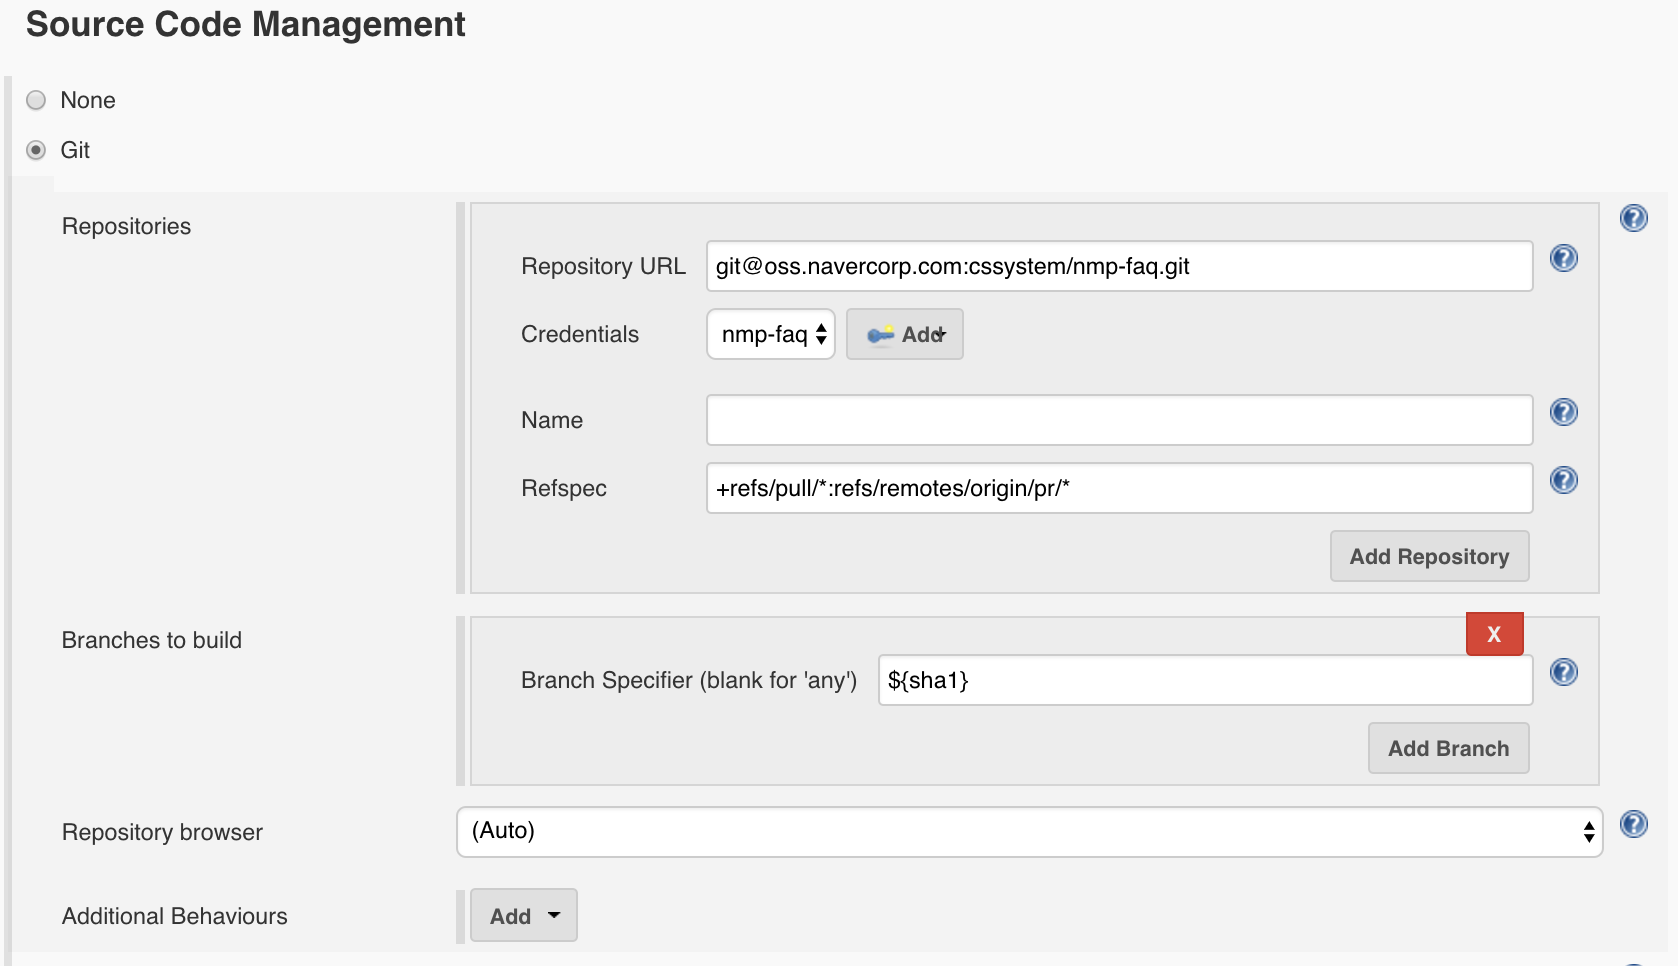 Source Code Management
None
Git
Repositories
Repository URL git@oss.navercorp.com:cssystem/nmp-faq.git
Credentials nmp-faq Add
Name
Refspec +refs/pull/*:refs/remotes/origin/pr/*
Add Repository
Branches to build
X
Branch Specifier (blank for 'any') ${sha1}
Add Branch
Repository browser (Auto)
Additional Behaviours Add